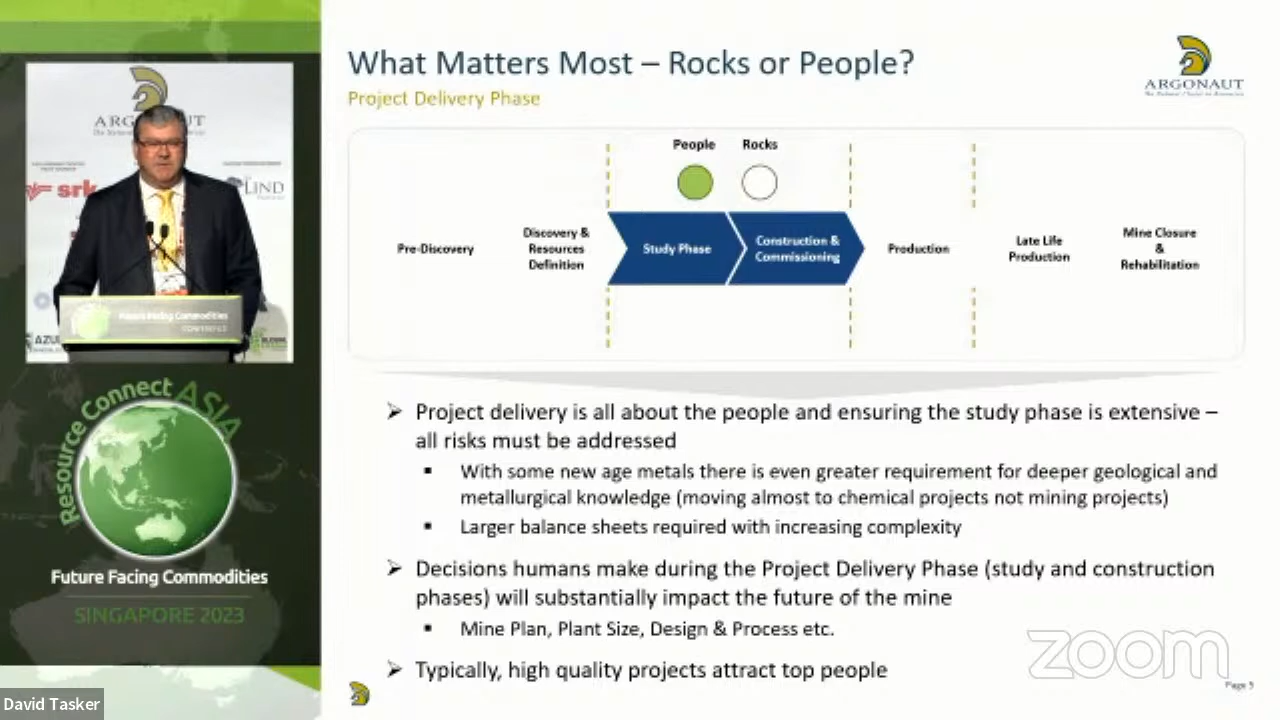 What Matters Most – Rocks or People?
Project Delivery Phase
ARGONAUT
People
Rocks
Pre-Discovery
Discovery &
Resources
Definition
Study Phase
Construction &
Commissioning
Production
Late Life
Production
Mine Closure
&
Rehabilitation
➢ Project delivery is all about the people and ensuring the study phase is extensive –
all risks must be addressed
▪ With some new age metals there is even greater requirement for deeper geological and
metallurgical knowledge (moving almost to chemical projects not mining projects)
▪ Larger balance sheets required with increasing complexity
➢ Decisions humans make during the Project Delivery Phase (study and construction
phases) will substantially impact the future of the mine
▪ Mine Plan, Plant Size, Design & Process etc.
➢ Typically, high quality projects attract top people
zoom
Page 9
srk
LIND
Future Facing Commodities
CONFERENCE
Resource Connect ASIA
Future Facing Commodities
SINGAPORE 2023
David Tasker